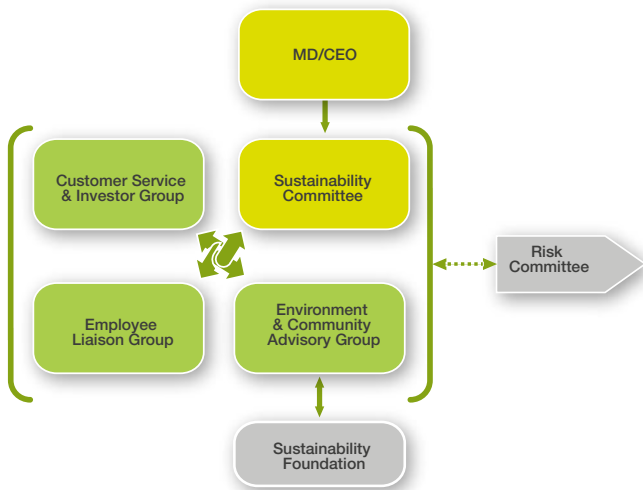 MD/CEO
Customer Service
& Investor Group
Sustainability
Committee
Risk
Committee
Employee
Liaison Group
Environment
& Community
Advisory Group
Sustainability
Foundation